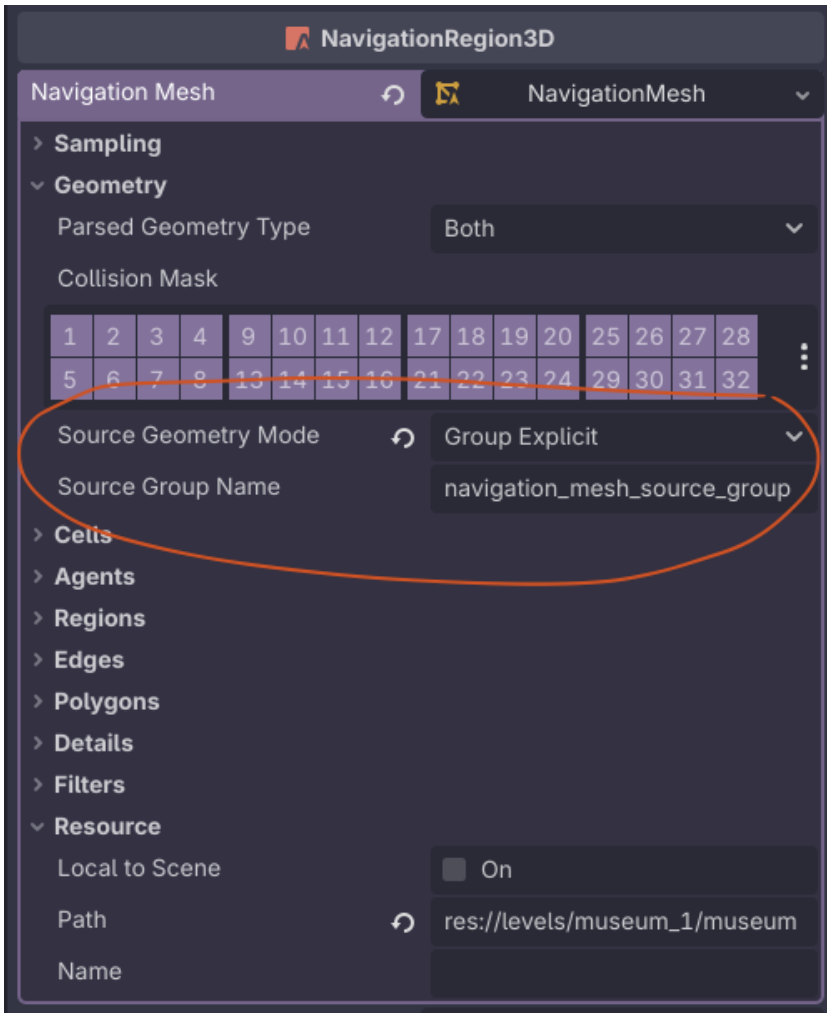 NavigationRegion3D
Navigation Mesh NavigationMesh
Sampling
Geometry
Parsed Geometry Type Both
Collision Mask
1 2 3 4 9 10 11 12 17 18 19 20 25 26 27 28
5 6 7 8 13 14 15 16 21 22 23 24 29 30 31 32
Source Geometry Mode Group Explicit
Source Group Name navigation_mesh_source_group
Cells
Agents
Regions
Edges
Polygons
Details
Filters
Resource
Local to Scene On
Path res://levels/museum_1/museum
Name